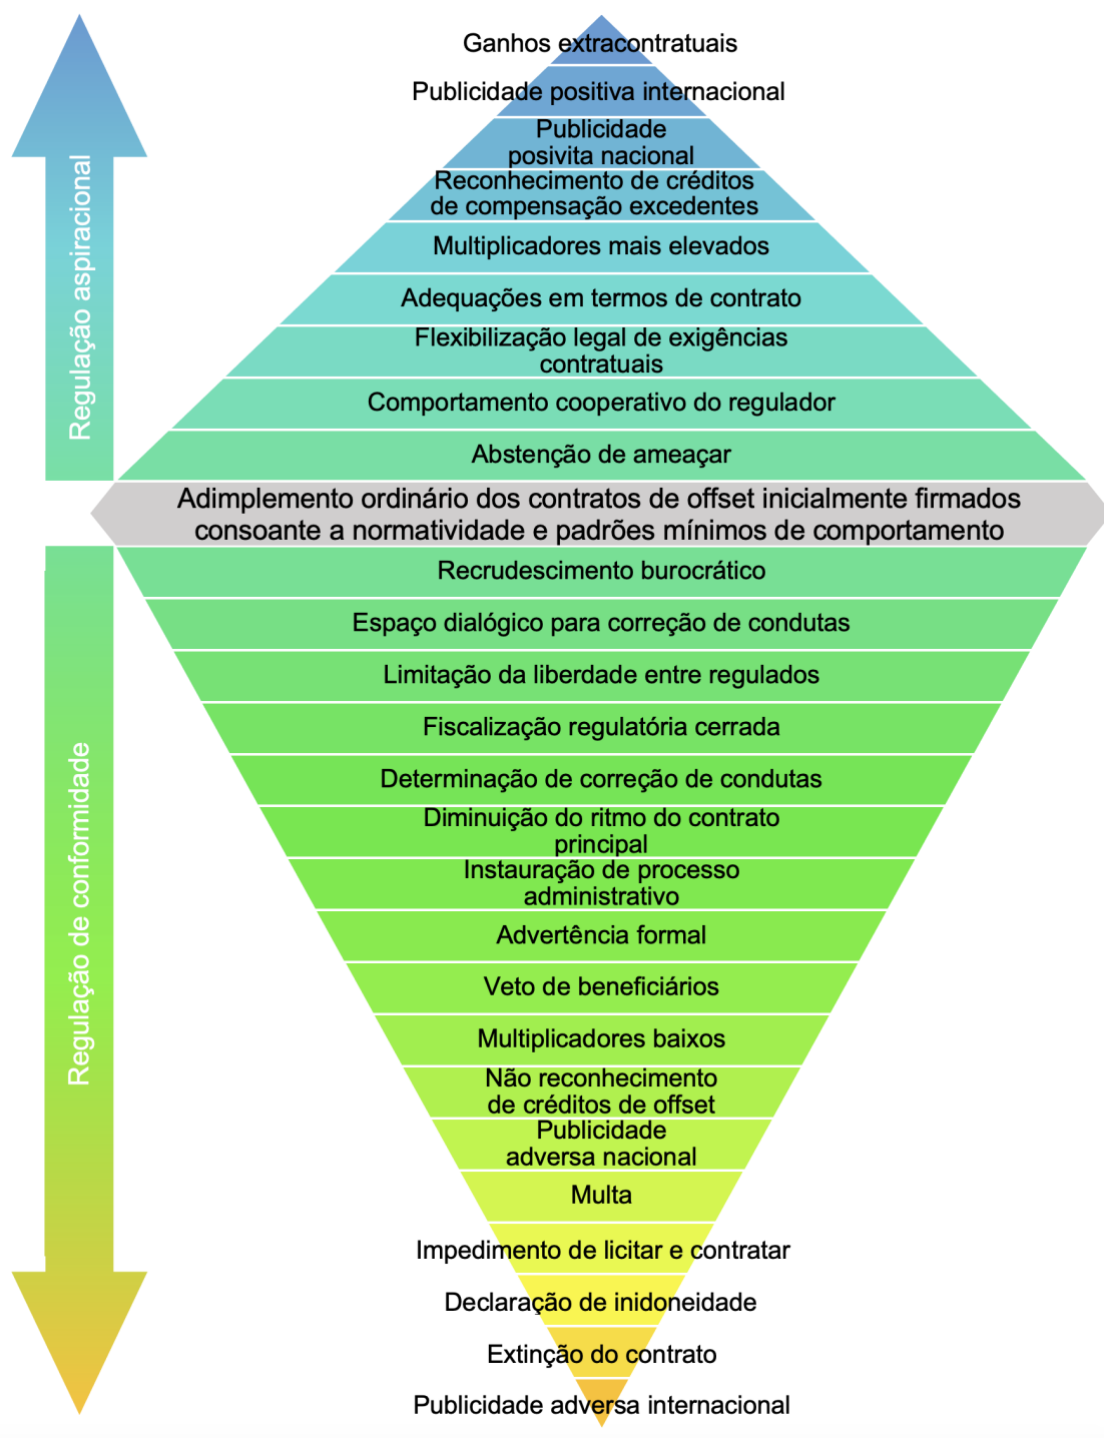 Ganhos extracontratuais
Publicidade positiva internacional
Publicidade
posivita nacional
Reconhecimento de créditos
de compensação excedentes
Multiplicadores mais elevados
Adequações em termos de contrato
Flexibilização legal de exigências
contratuais
Comportamento cooperativo do regulador
Abstenção de ameaçar
Regulação aspiracional
Adimplemento ordinário dos contratos de offset inicialmente firmados
consoante a normatividade e padrões mínimos de comportamento
Recrudescimento burocrático
Espaço dialógico para correção de condutas
Limitação da liberdade entre regulados
Fiscalização regulatória cerrada
Determinação de correção de condutas
Diminuição do ritmo do contrato
principal
Instauração de processo
administrativo
Advertência formal
Veto de beneficiários
Multiplicadores baixos
Não reconhecimento
de créditos de offset
Publicidade
adversa nacional
Multa
Impedimento de licitar e contratar
Declaração de inidoneidade
Extinção do contrato
Publicidade adversa internacional
Regulação de conformidade